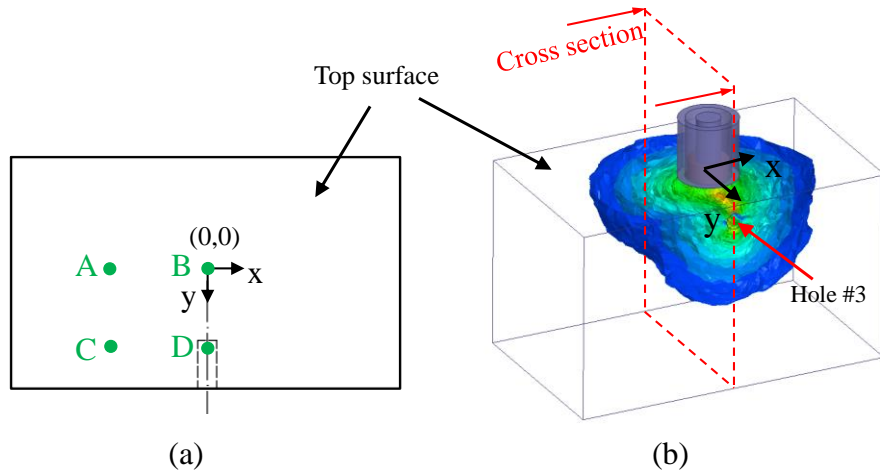 Top surface
(0,0)
A
B
x
y
C
D
(a)
Cross section
x
y
Hole #3
(b)